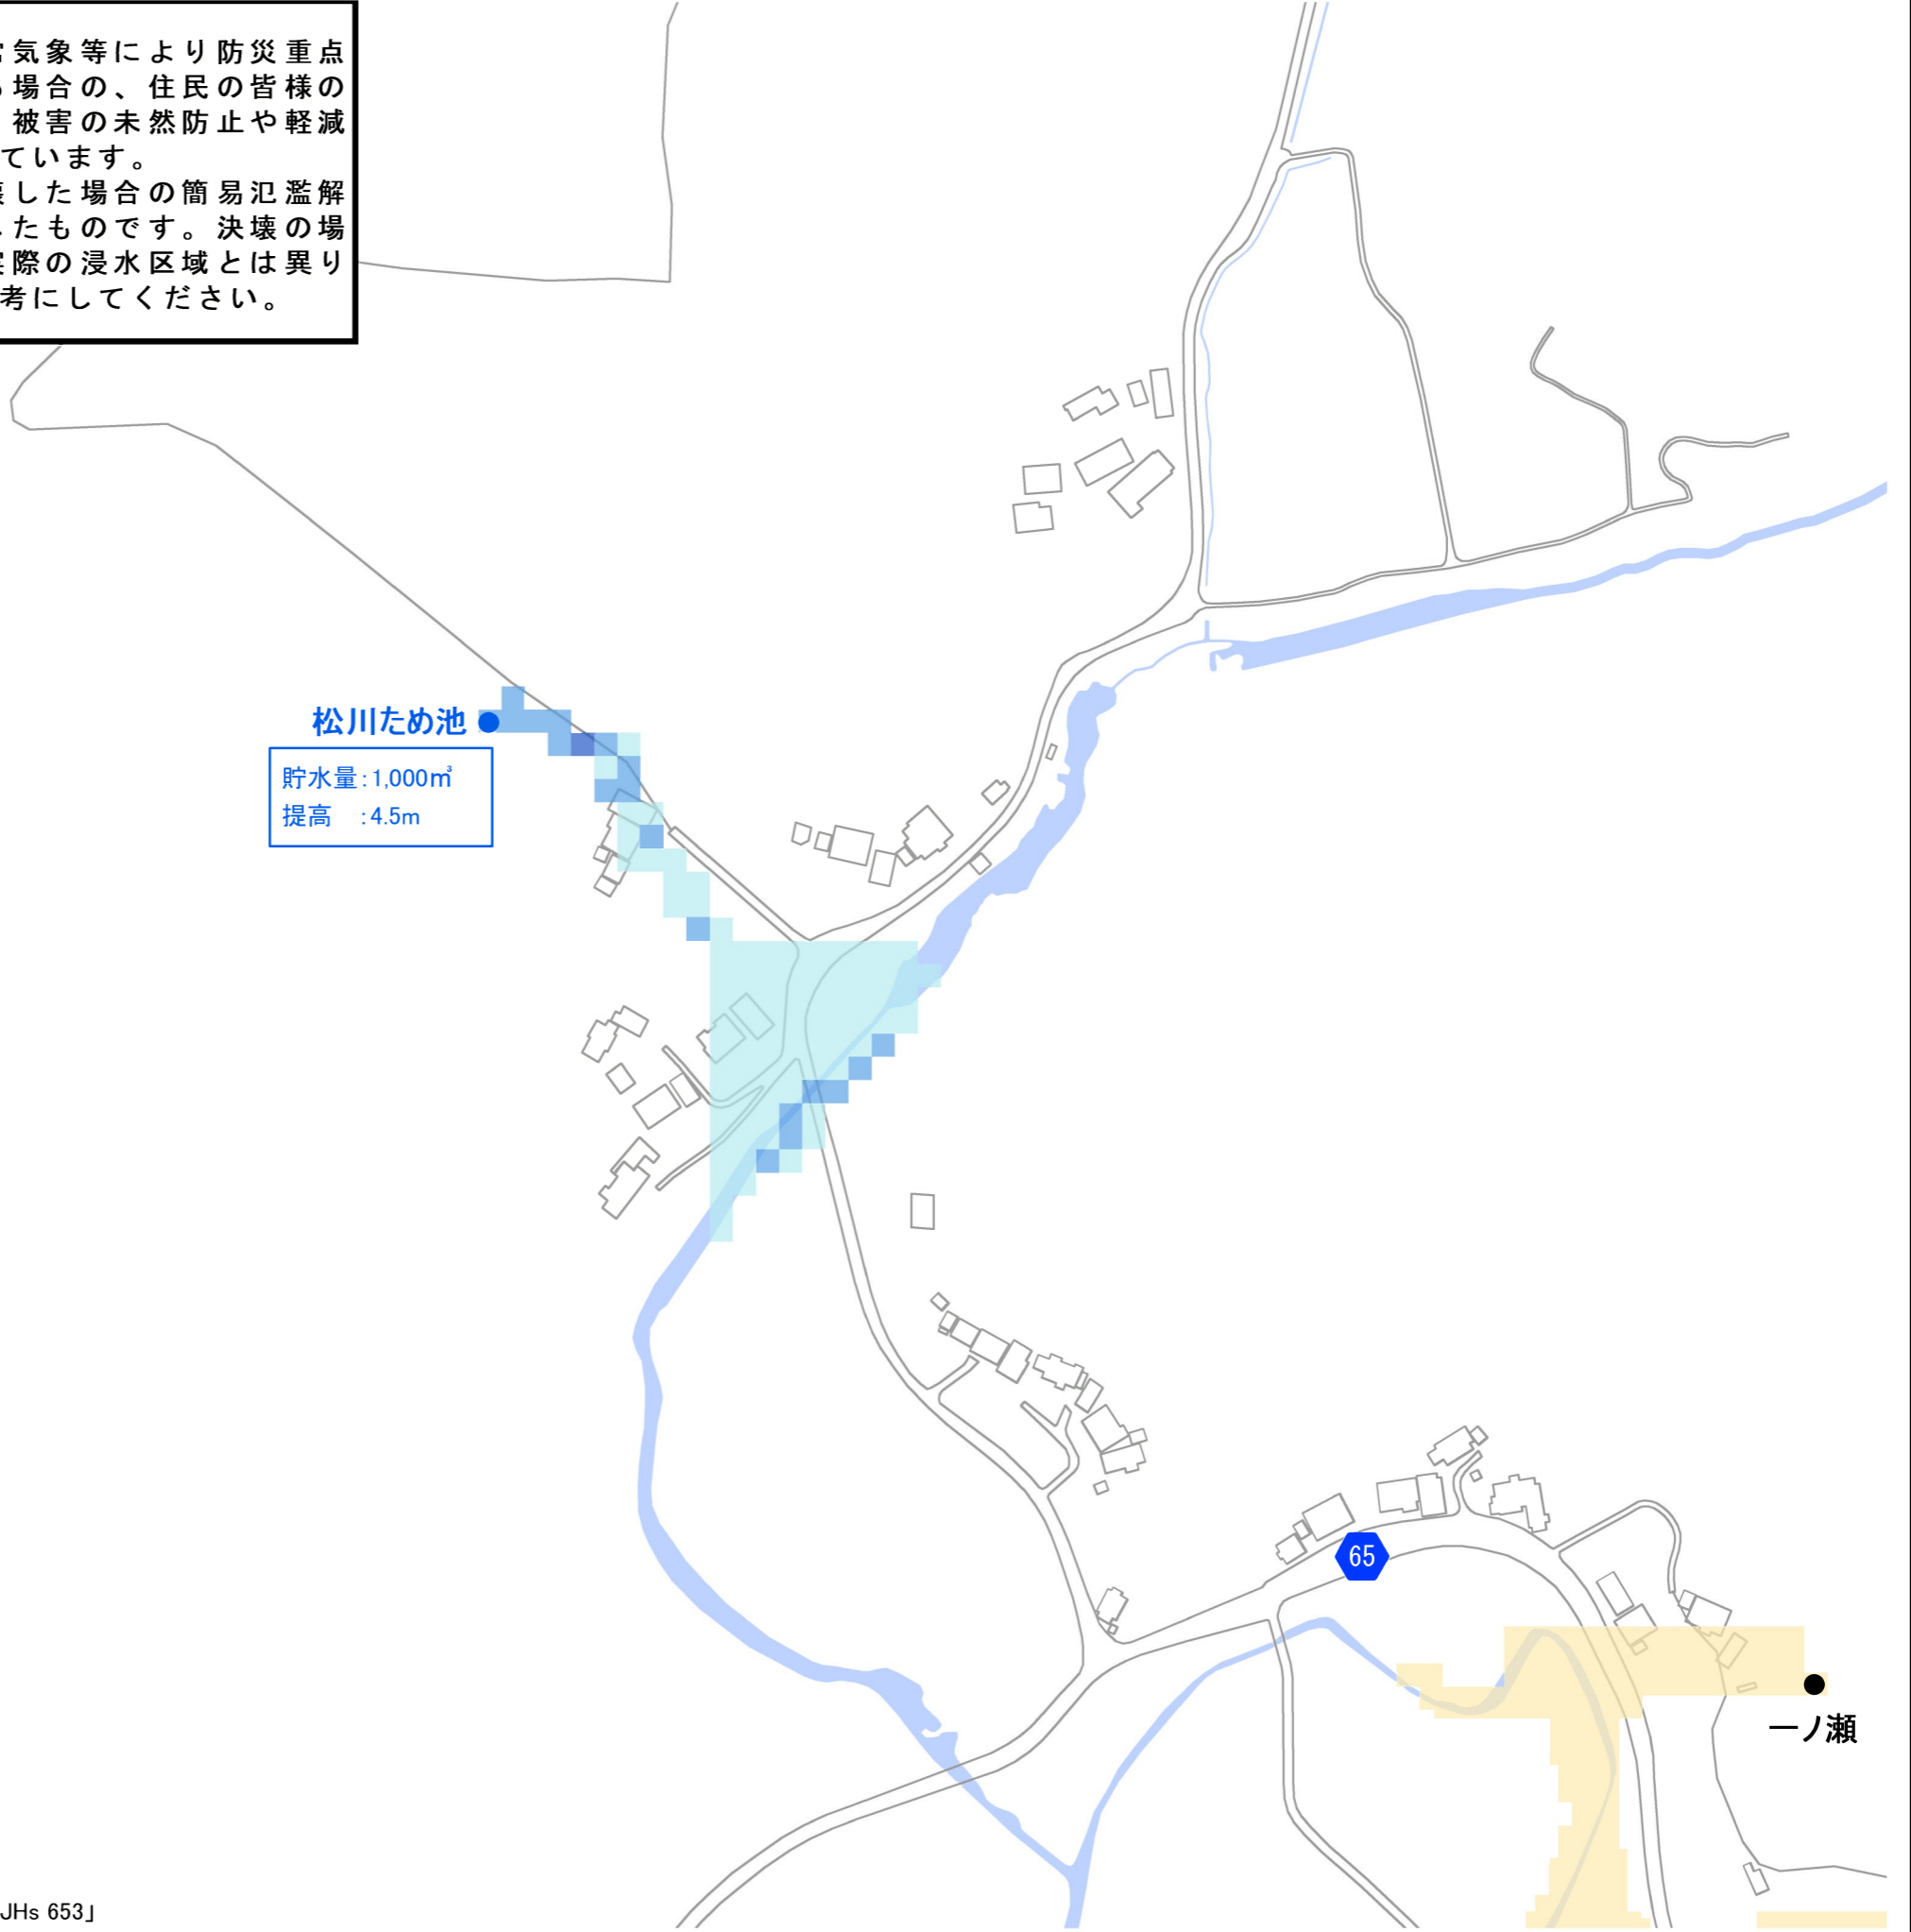 気象等により防災重点
場合の、住民の皆様の
被害の未然防止や軽減
ています。
した場合の簡易氾濫解
したものです。決壊の場
際の浸水区域とは異り
考にしてください。
松川ため池
貯水量:1,000㎥
提高 :4.5m
65
一ノ瀬
JHs 653」